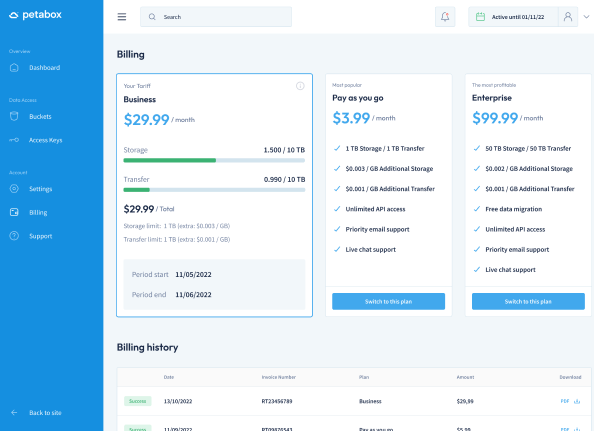 petabox
Search
Active until 01/11/22
Overview
Dashboard
Data Access
Buckets
Access Keys
Account
Settings
Billing
Support
Back to site
Billing
Your Tariff
Business
$29.99 / month
Storage 1.500 / 10 TB
Transfer 0.990 / 10 TB
$29.99 / Total
Storage limit: 1 TB (extra: $0.003 / GB)
Transfer limit: 1 TB (extra: $0.001 / GB)
Period start 11/05/2022
Period end 11/06/2022
Most popular
Pay as you go
$3.99 / month
1 TB Storage / 1 TB Transfer
$0.003 / GB Additional Storage
$0.001 / GB Additional Transfer
Unlimited API access
Priority email support
Live chat support
Switch to this plan
The most profitable
Enterprise
$99.99 / month
50 TB Storage / 50 TB Transfer
$0.002 / GB Additional Storage
$0.001 / GB Additional Transfer
Free data migration
Unlimited API access
Priority email support
Live chat support
Switch to this plan
Billing history
Date Invoice Number Plan Amount Download
Success 13/10/2022 RT23456789 Business $29,99 PDF
Success 11/09/2022 RT09876543 Pay as you go $5,99 PDF